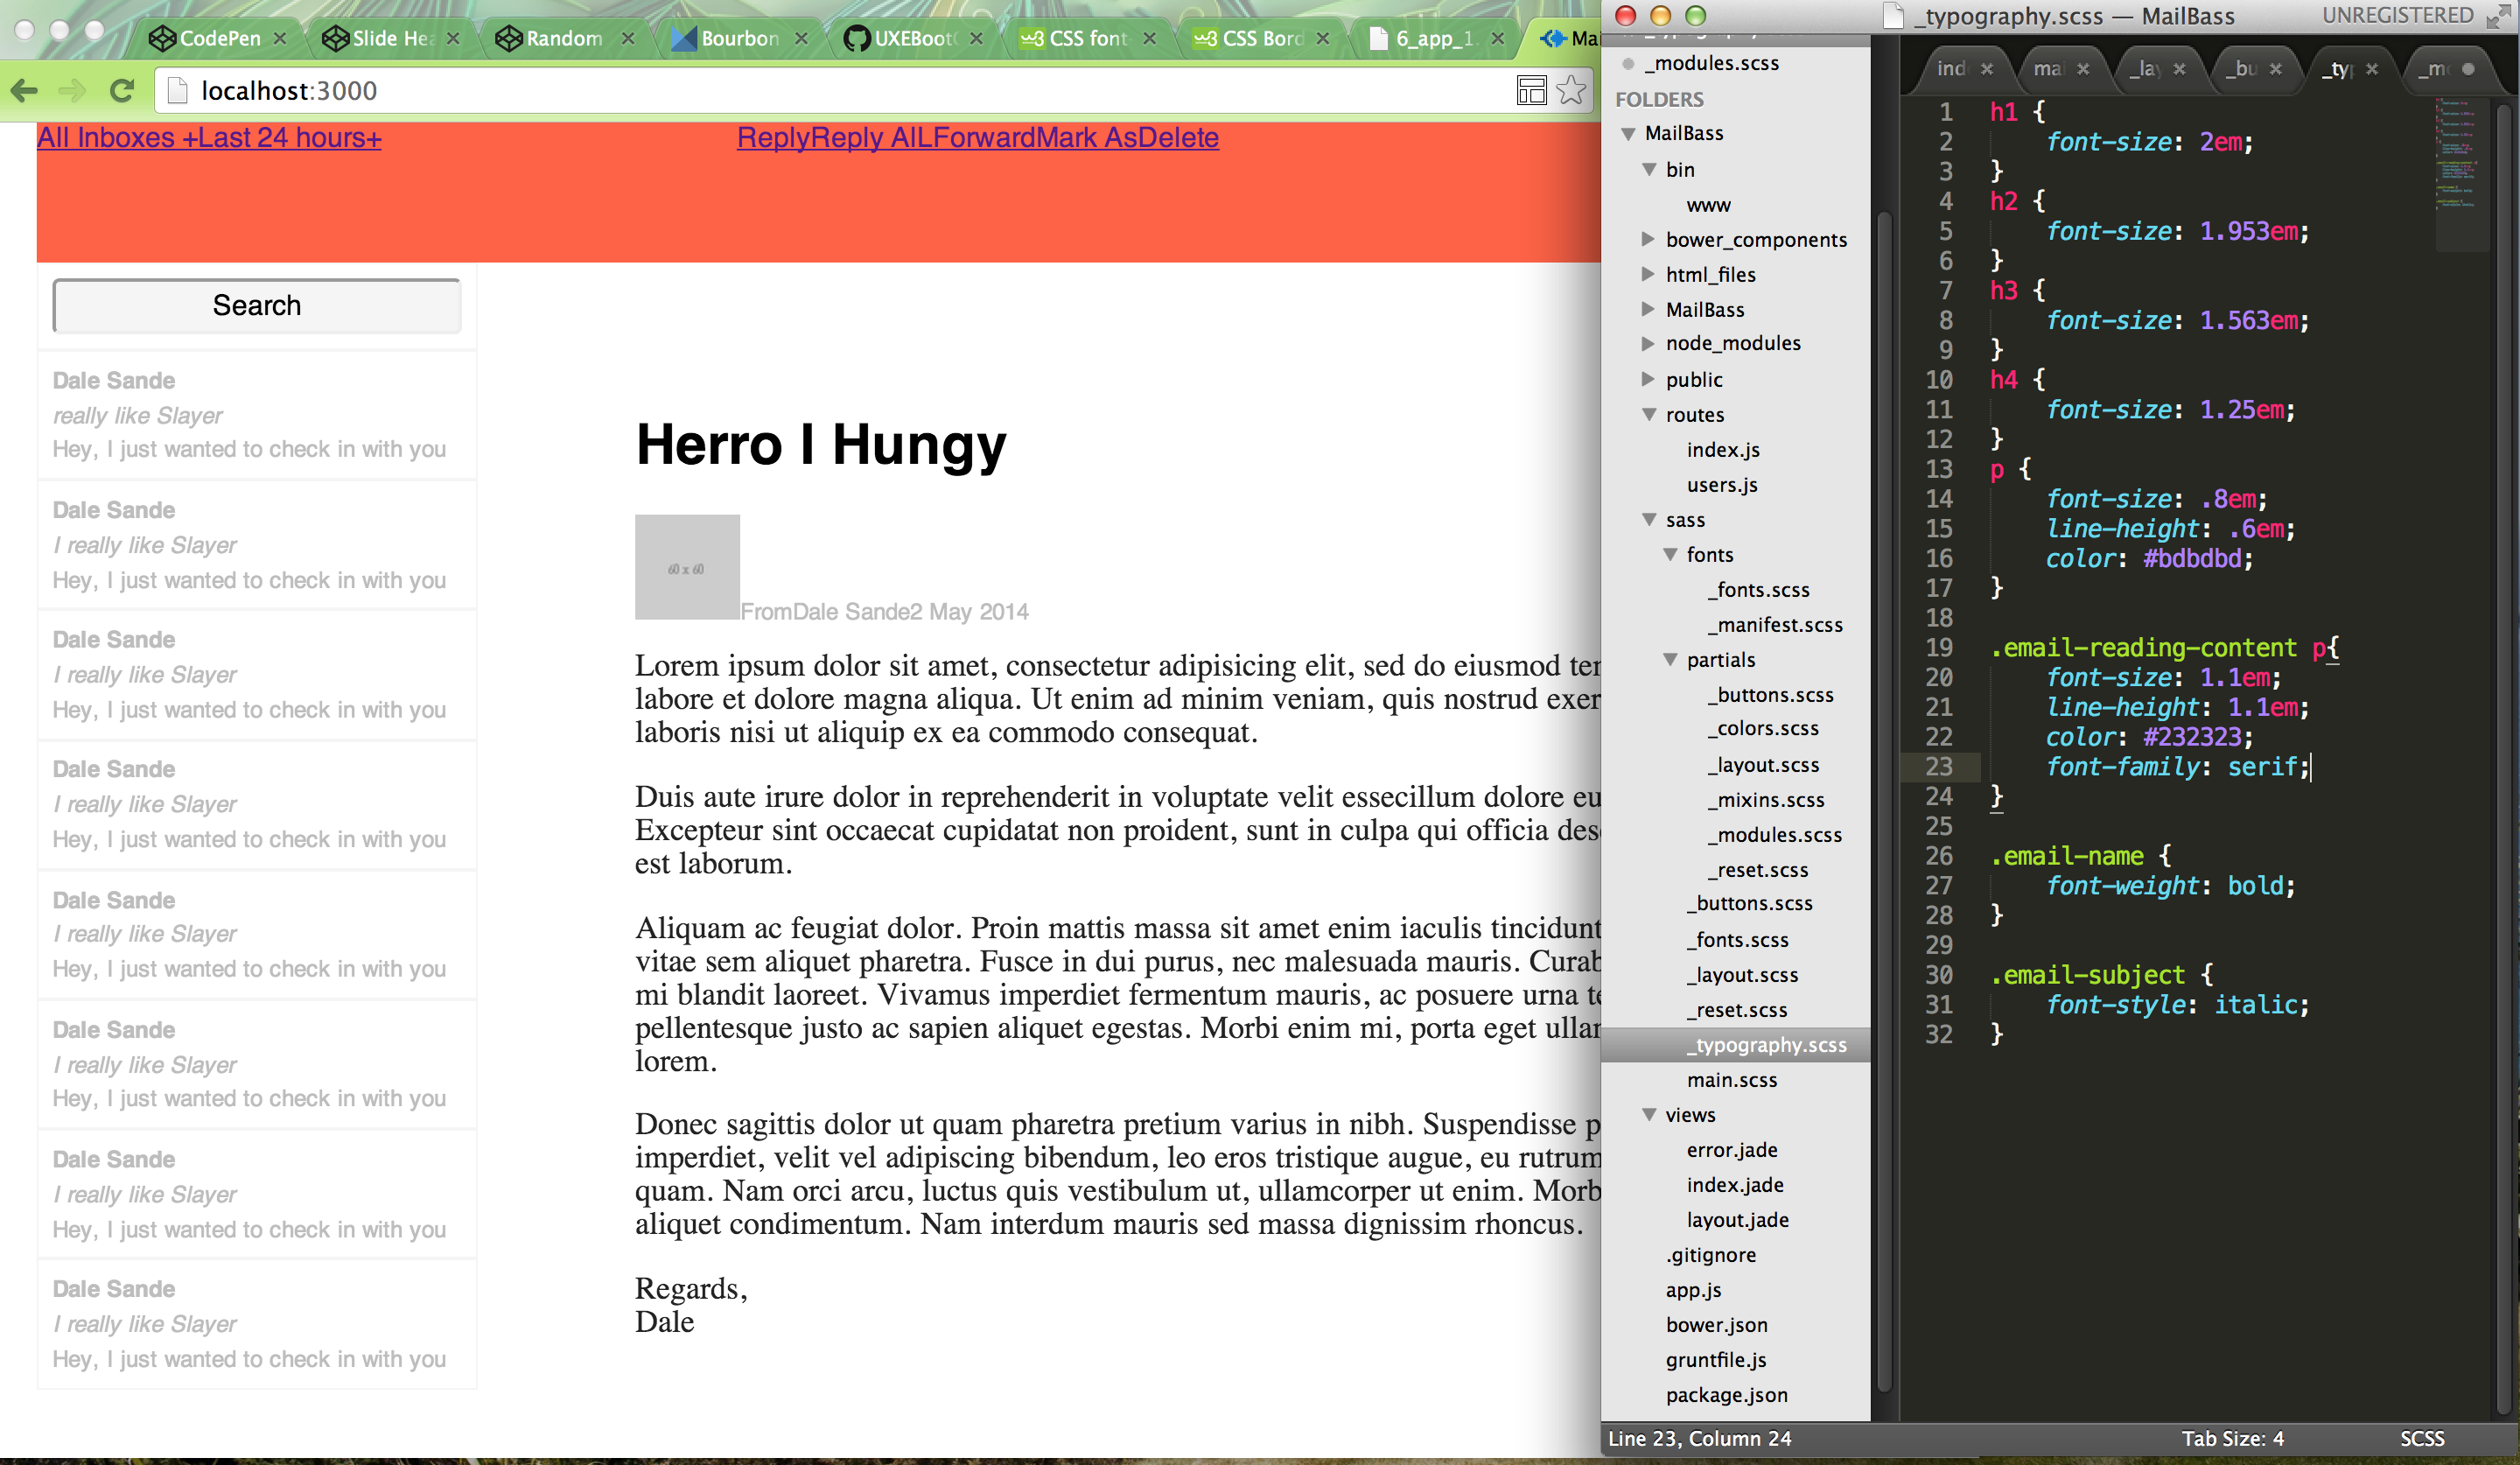 CodePen
Slide Hea
Random
Bourbon
UXEBoot
CSS font
CSS Bord
6_app_1.
Mai
localhost:3000
All Inboxes +Last 24 hours+
ReplyReply AlLForwardMark AsDelete
Search
Dale Sande
really like Slayer
Hey, I just wanted to check in with you
Dale Sande
I really like Slayer
Hey, I just wanted to check in with you
Dale Sande
I really like Slayer
Hey, I just wanted to check in with you
Dale Sande
I really like Slayer
Hey, I just wanted to check in with you
Dale Sande
I really like Slayer
Hey, I just wanted to check in with you
Dale Sande
I really like Slayer
Hey, I just wanted to check in with you
Dale Sande
I really like Slayer
Hey, I just wanted to check in with you
Dale Sande
I really like Slayer
Hey, I just wanted to check in with you
Herro I Hungy
60 x 60
FromDale Sande2 May 2014
Lorem ipsum dolor sit amet, consectetur adipisicing elit, sed do eiusmod ter
labore et dolore magna aliqua. Ut enim ad minim veniam, quis nostrud exer
laboris nisi ut aliquip ex ea commodo consequat.
Duis aute irure dolor in reprehenderit in voluptate velit essecillum dolore eu
Excepteur sint occaecat cupidatat non proident, sunt in culpa qui officia des
est laborum.
Aliquam ac feugiat dolor. Proin mattis massa sit amet enim iaculis tincidunt
vitae sem aliquet pharetra. Fusce in dui purus, nec malesuada mauris. Curab
mi blandit laoreet. Vivamus imperdiet fermentum mauris, ac posuere urna te
pellentesque justo ac sapien aliquet egestas. Morbi enim mi, porta eget ullar
lorem.
Donec sagittis dolor ut quam pharetra pretium varius in nibh. Suspendisse p
imperdiet, velit vel adipiscing bibendum, leo eros tristique augue, eu rutrum
quam. Nam orci arcu, luctus quis vestibulum ut, ullamcorper ut enim. Morb
aliquet condimentum. Nam interdum mauris sed massa dignissim rhoncus.
Regards,
Dale
_typography.scss — MailBass
UNREGISTERED
_modules.scss
FOLDERS
MailBass
bin
www
bower_components
html_files
MailBass
node_modules
public
routes
index.js
users.js
sass
fonts
_fonts.scss
_manifest.scss
partials
_buttons.scss
_colors.scss
_layout.scss
_mixins.scss
_modules.scss
_reset.scss
_buttons.scss
_fonts.scss
_layout.scss
_reset.scss
_typography.scss
main.scss
views
error.jade
index.jade
layout.jade
.gitignore
app.js
bower.json
gruntfile.js
package.json
ind
mai
_lay
_bu
_typ
_mo
1 h1 {
2 font-size: 2em;
3 }
4 h2 {
5 font-size: 1.953em;
6 }
7 h3 {
8 font-size: 1.563em;
9 }
10 h4 {
11 font-size: 1.25em;
12 }
13 p {
14 font-size: .8em;
15 line-height: .6em;
16 color: #bdbdbd;
17 }
18
19 .email-reading-content p{
20 font-size: 1.1em;
21 line-height: 1.1em;
22 color: #232323;
23 font-family: serif;
24 }
25
26 .email-name {
27 font-weight: bold;
28 }
29
30 .email-subject {
31 font-style: italic;
32 }
Line 23, Column 24
Tab Size: 4
SCSS